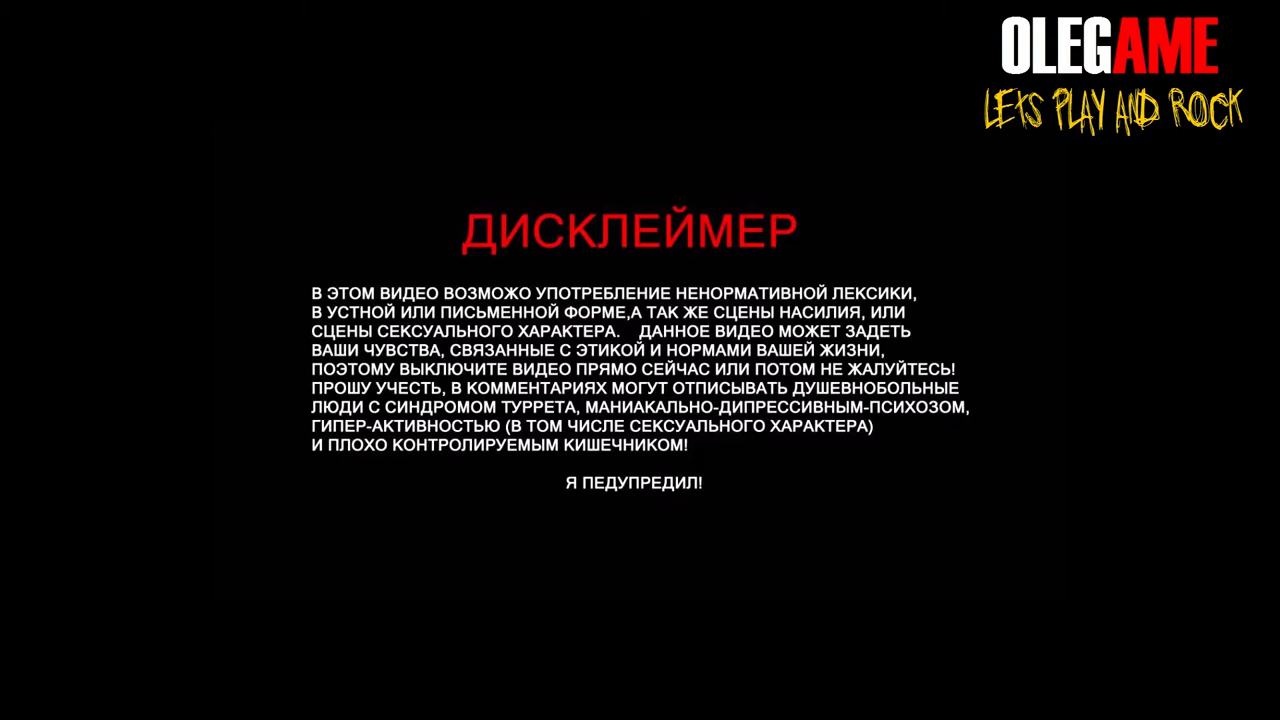 OLEGAME
LETS PLAY AND ROCK
ДИСКЛЕЙМЕР
В ЭТОМ ВИДЕО ВОЗМОЖО УПОТРЕБЛЕНИЕ НЕНОРМАТИВНОЙ ЛЕКСИКИ,
В УСТНОЙ ИЛИ ПИСЬМЕННОЙ ФОРМЕ,А ТАК ЖЕ СЦЕНЫ НАСИЛИЯ, ИЛИ
СЦЕНЫ СЕКСУАЛЬНОГО ХАРАКТЕРА. ДАННОЕ ВИДЕО МОЖЕТ ЗАДЕТЬ
ВАШИ ЧУВСТВА, СВЯЗАННЫЕ С ЭТИКОЙ И НОРМАМИ ВАШЕЙ ЖИЗНИ,
ПОЭТОМУ ВЫКЛЮЧИТЕ ВИДЕО ПРЯМО СЕЙЧАС ИЛИ ПОТОМ НЕ ЖАЛУЙТЕСЬ!
ПРОШУ УЧЕСТЬ, В КОММЕНТАРИЯХ МОГУТ ОТПИСЫВАТЬ ДУШЕВНОБОЛЬНЫЕ
ЛЮДИ С СИНДРОМОМ ТУРРЕТА, МАНИАКАЛЬНО-ДИПРЕССИВНЫМ-ПСИХОЗОМ,
ГИПЕР-АКТИВНОСТЬЮ (В ТОМ ЧИСЛЕ СЕКСУАЛЬНОГО ХАРАКТЕРА)
И ПЛОХО КОНТРОЛИРУЕМЫМ КИШЕЧНИКОМ!
Я ПЕДУПРЕДИЛ!